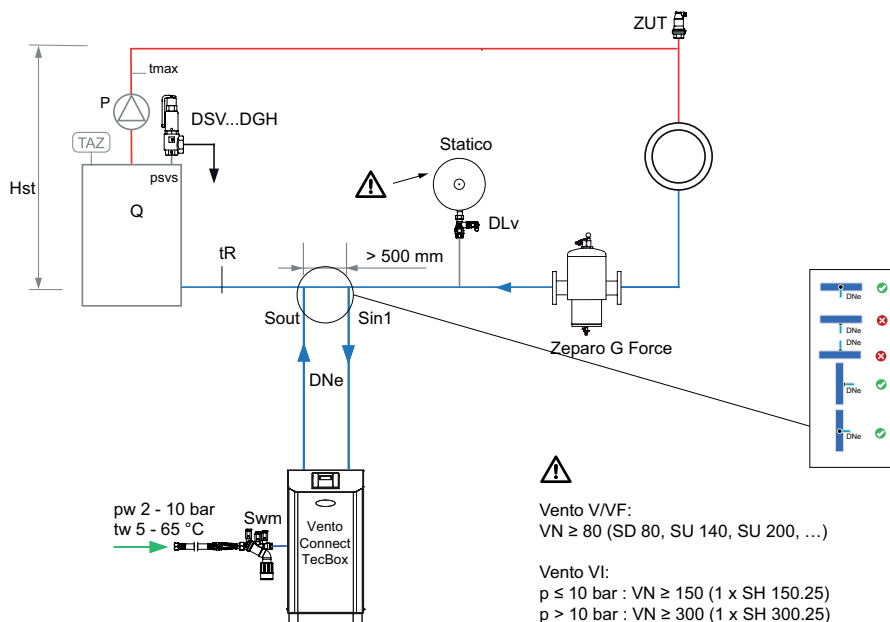 ZUT
tmax
P
DSV...DGH
TAZ
Statico
psvs
Hst
Q
DLv
tR
> 500 mm
Sout
Sin1
Zeparo G Force
DNe
DNe
DNe
DNe
DNe
DNe
pw 2 - 10 bar
tw 5 - 65 °C
Swm
Vento
Connect
TecBox
Vento V/VF:
VN ≥ 80 (SD 80, SU 140, SU 200, …)
Vento VI:
p ≤ 10 bar : VN ≥ 150 (1 x SH 150.25)
p > 10 bar : VN ≥ 300 (1 x SH 300.25)